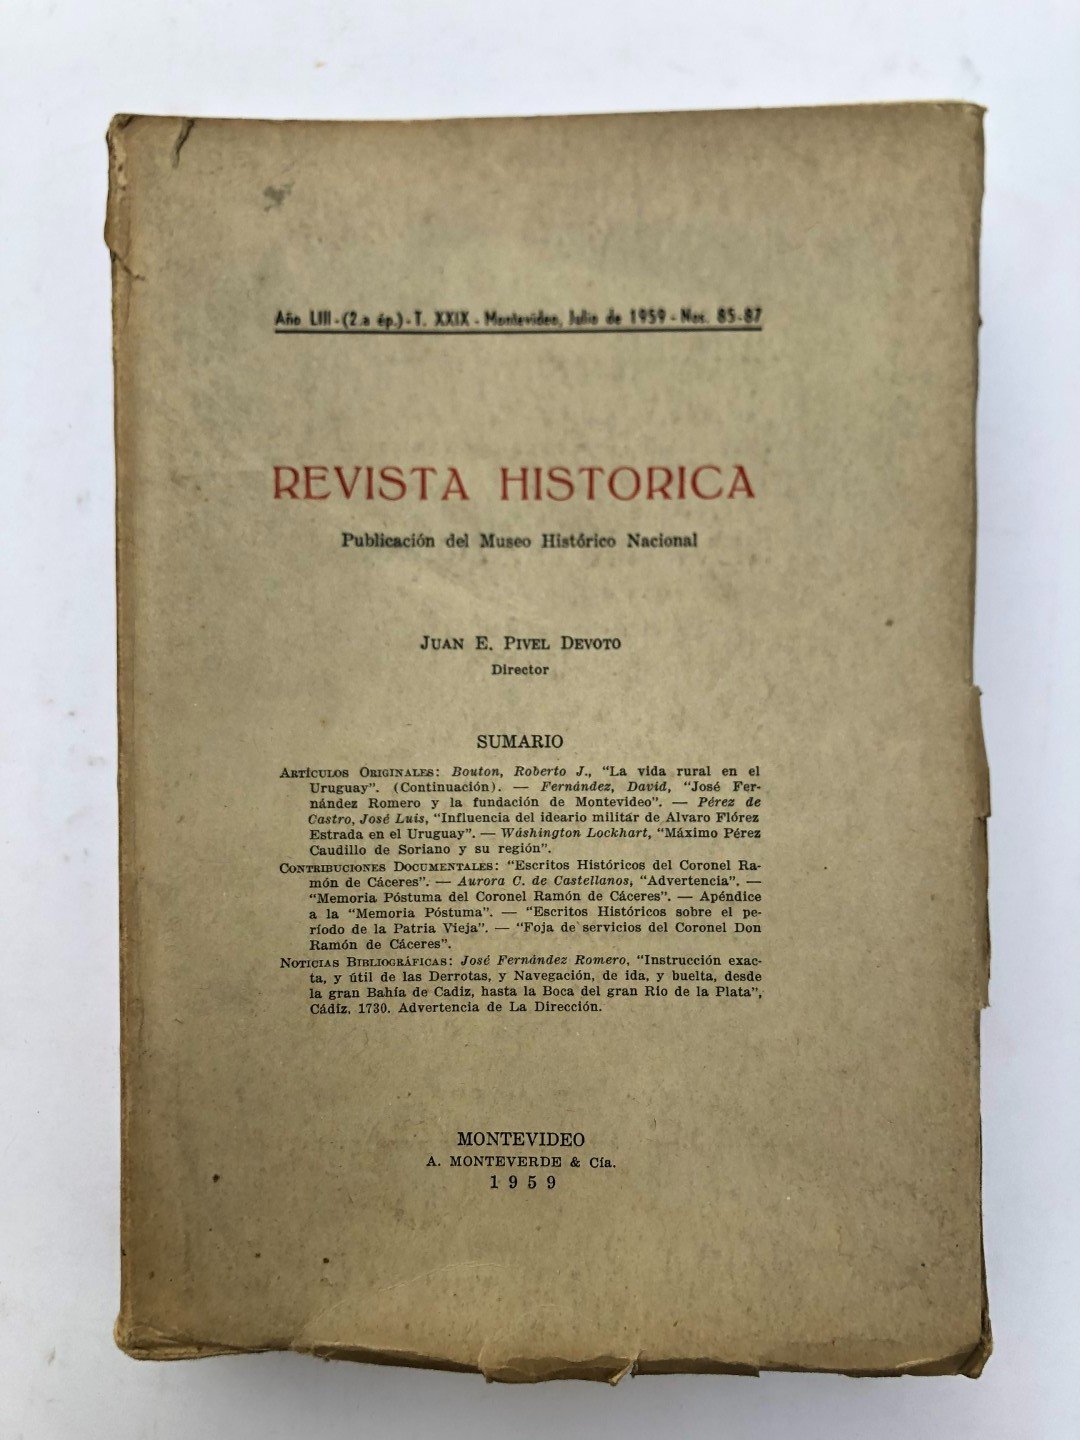 Año LIII - (2.a ép.) - T. XXIX - Montevideo, Julio de 1959 - Nos. 85-87
REVISTA HISTORICA
Publicación del Museo Histórico Nacional
JUAN E. PIVEL DEVOTO
Director
SUMARIO
ARTÍCULOS ORIGINALES: Bouton, Roberto J., "La vida rural en el
Uruguay". (Continuación). — Fernández, David, "José Fer-
nández Romero y la fundación de Montevideo". — Pérez de
Castro, José Luis, "Influencia del ideario militar de Alvaro Flórez
Estrada en el Uruguay". — Wáshington Lockhart, "Máximo Pérez
Caudillo de Soriano y su región".
CONTRIBUCIONES DOCUMENTALES: "Escritos Históricos del Coronel Ra-
món de Cáceres". — Aurora C. de Castellanos, "Advertencia". —
"Memoria Póstuma del Coronel Ramón de Cáceres". — Apéndice
a la "Memoria Póstuma". — "Escritos Históricos sobre el pe-
ríodo de la Patria Vieja". — "Foja de servicios del Coronel Don
Ramón de Cáceres".
NOTICIAS BIBLIOGRÁFICAS: José Fernández Romero, "Instrucción exac-
ta, y útil de las Derrotas, y Navegación, de ida, y buelta, desde
la gran Bahía de Cadiz, hasta la Boca del gran Rio de la Plata",
Cádiz, 1730. Advertencia de La Dirección.
MONTEVIDEO
A. MONTEVERDE & Cía.
1959